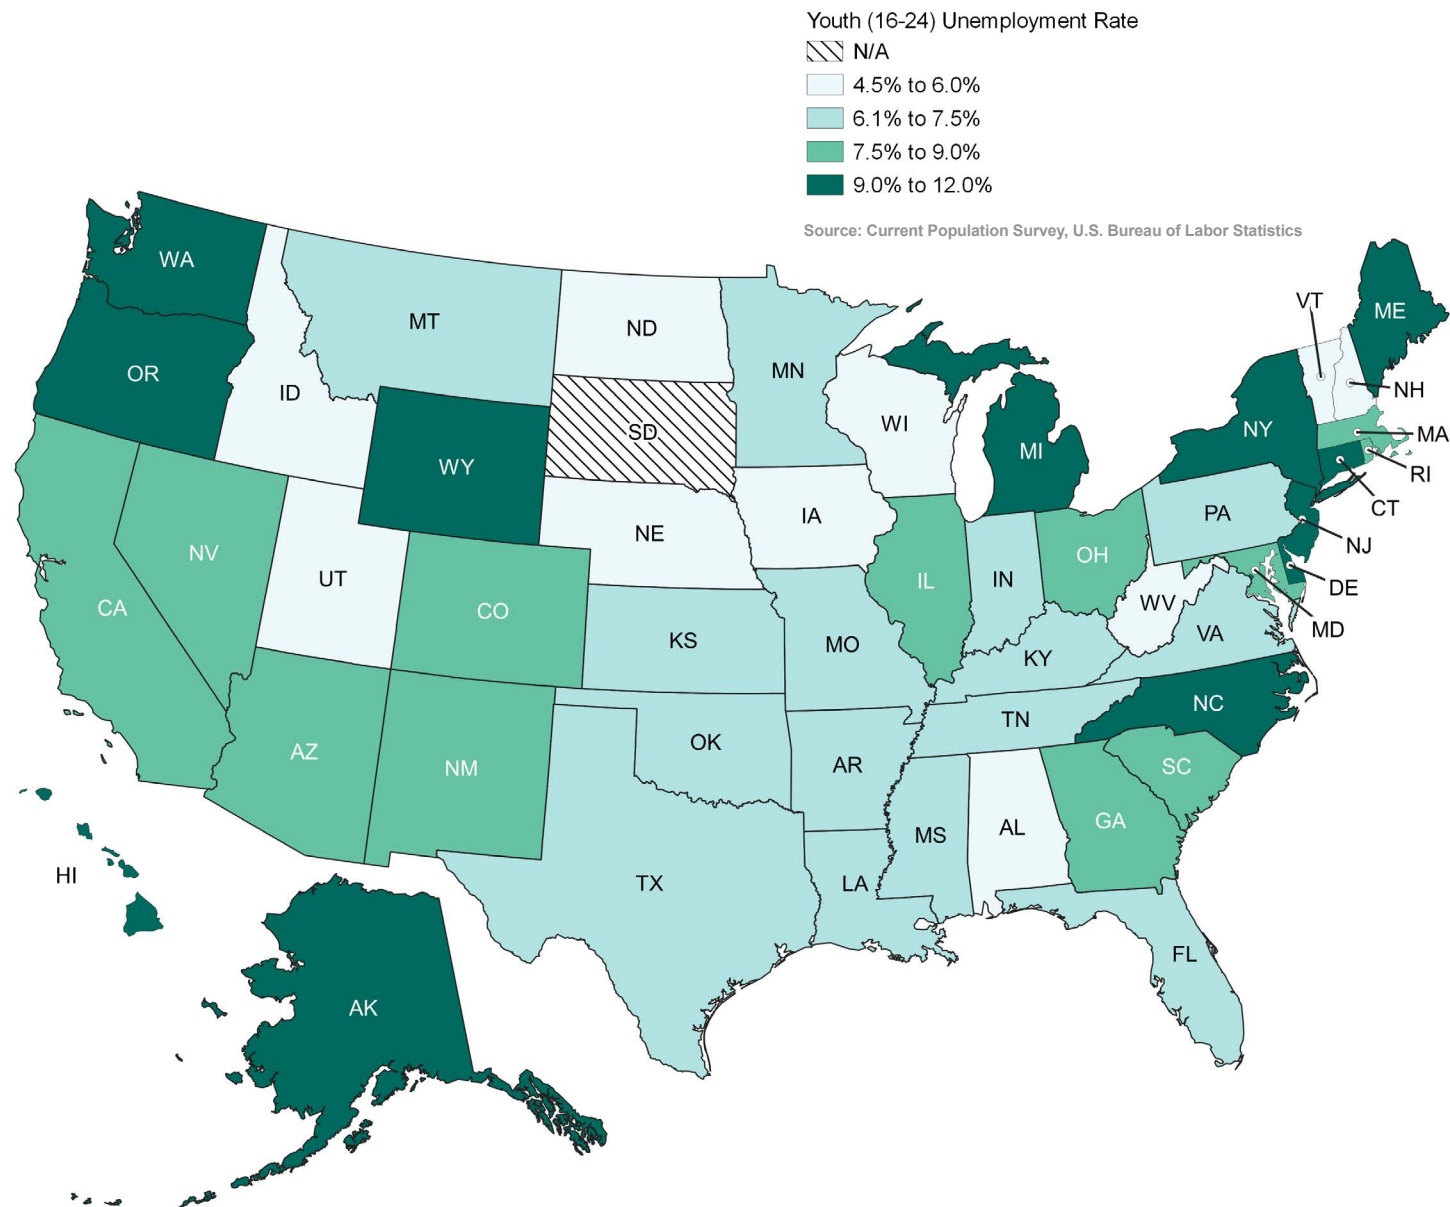 Youth (16-24) Unemployment Rate
N/A
4.5% to 6.0%
6.1% to 7.5%
7.5% to 9.0%
9.0% to 12.0%
Source: Current Population Survey, U.S. Bureau of Labor Statistics
WA
MT
ND
MN
VT
ME
OR
ID
SD
WI
MI
NY
NH
MA
RI
CT
WY
NE
IA
PA
NJ
NV
UT
CO
IL
IN
OH
DE
MD
WV
VA
CA
KS
MO
KY
NC
AZ
NM
OK
AR
TN
SC
MS
AL
GA
HI
TX
LA
FL
AK